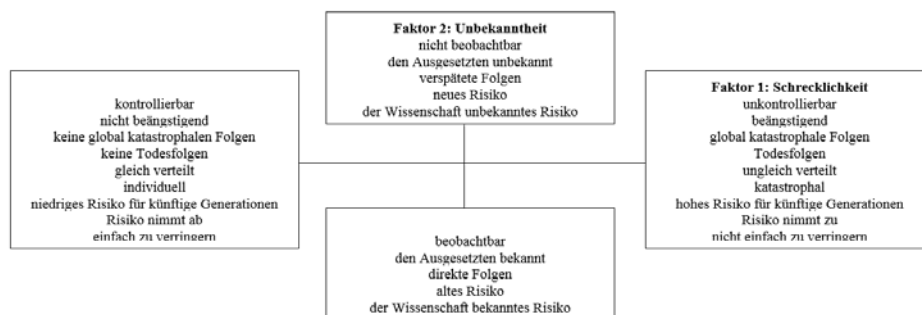 Faktor 2: Unbekanntheit
nicht beobachtbar
den Ausgesetzten unbekannt
verspätete Folgen
neues Risiko
der Wissenschaft unbekanntes Risiko
kontrollierbar
nicht beängstigend
keine global katastrophalen Folgen
keine Todesfolgen
gleich verteilt
individuell
niedriges Risiko für künftige Generationen
Risiko nimmt ab
einfach zu verringern
Faktor 1: Schrecklichkeit
unkontrollierbar
beängstigend
global katastrophale Folgen
Todesfolgen
ungleich verteilt
katastrophal
hohes Risiko für künftige Generationen
Risiko nimmt zu
nicht einfach zu verringern
beobachtbar
den Ausgesetzten bekannt
direkte Folgen
altes Risiko
der Wissenschaft bekanntes Risiko